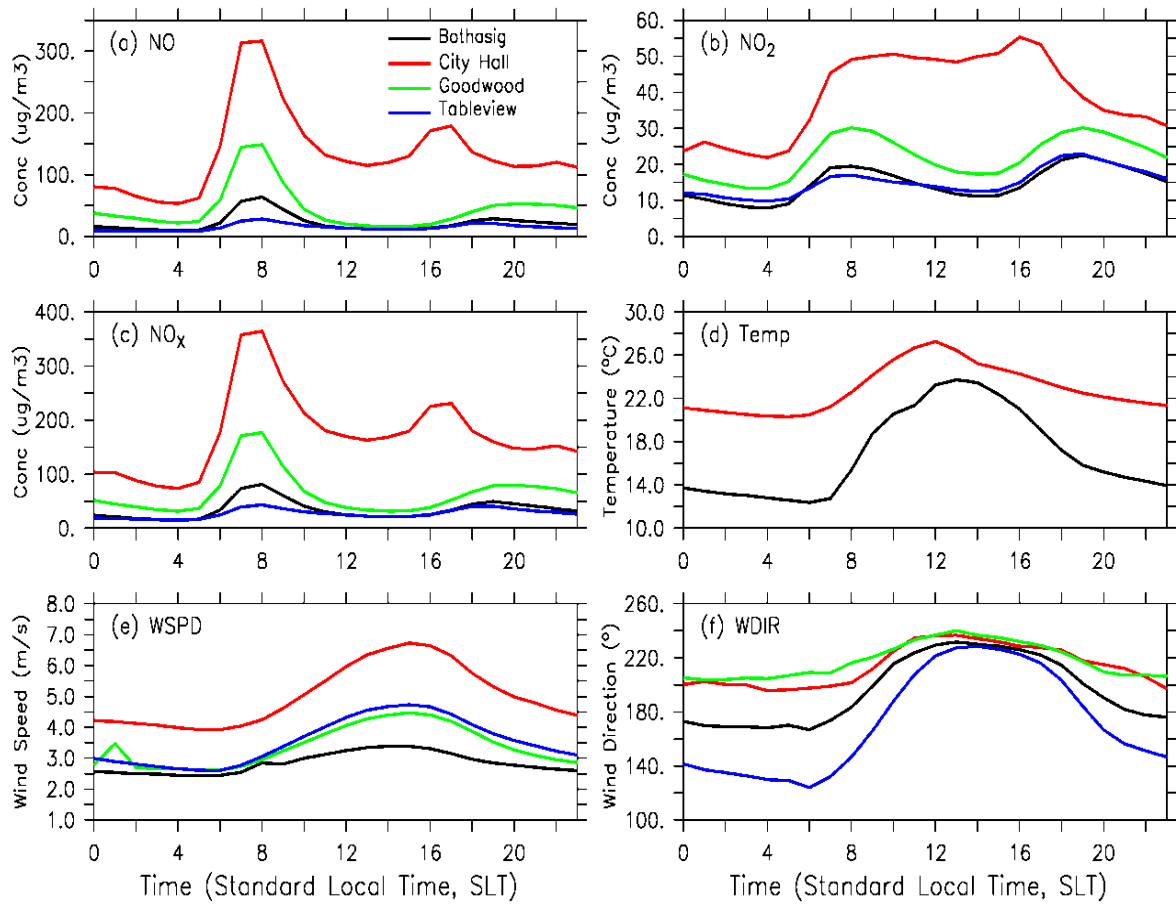 (a) NO
Bothasig
City Hall
Goodwood
Tableview
Conc (ug/m3)
300.
200.
100.
0.
0 4 8 12 16 20
(b) NO2
Conc (ug/m3)
60.
50.
40.
30.
20.
10.
0.
0 4 8 12 16 20
(c) NOX
Conc (ug/m3)
400.
300.
200.
100.
0.
0 4 8 12 16 20
(d) Temp
Temperature (°C)
30.0
26.0
22.0
18.0
14.0
10.0
0 4 8 12 16 20
(e) WSPD
Wind Speed (m/s)
8.0
7.0
6.0
5.0
4.0
3.0
2.0
1.0
0 4 8 12 16 20
Time (Standard Local Time, SLT)
(f) WDIR
Wind Direction (°)
260.
220.
180.
140.
100.
0 4 8 12 16 20
Time (Standard Local Time, SLT)